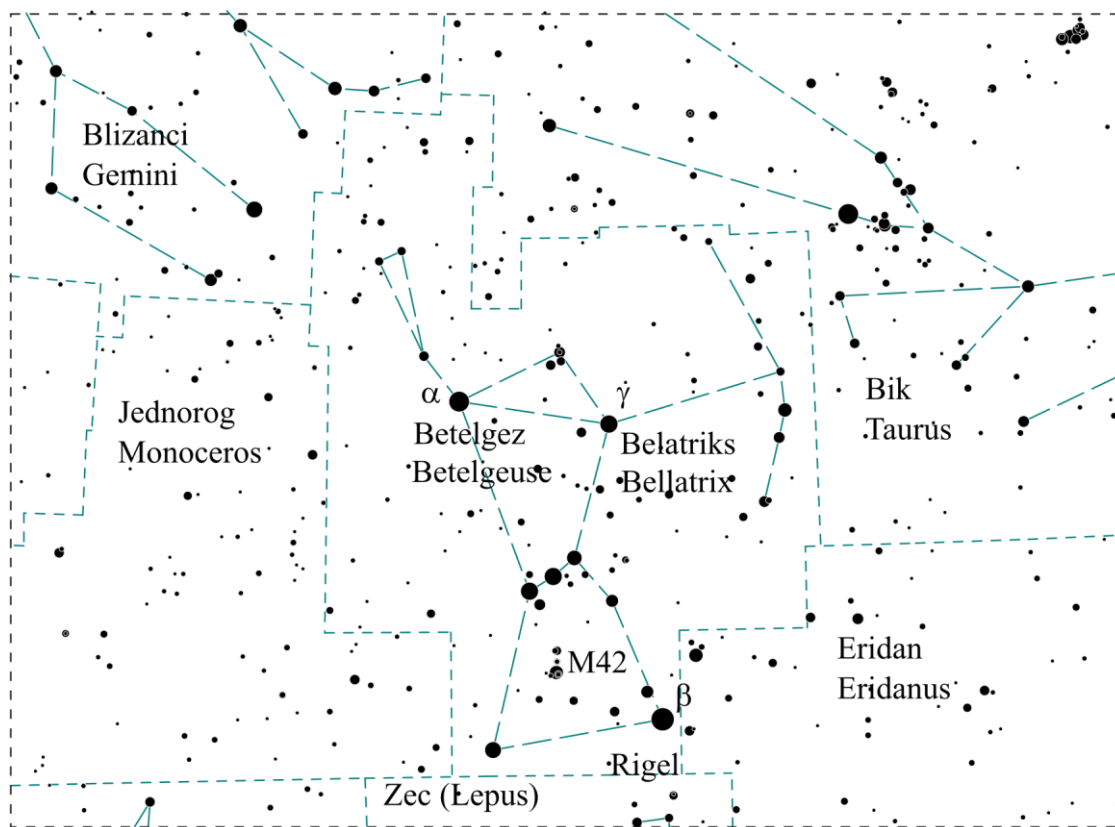 Blizanci
Gemini
α
γ
Jednorog
Monoceros
Betelgez
Betelgeuse
Belatriks
Bellatrix
Bik
Taurus
M42
β
Rigel
Eridan
Eridanus
Zec (Lepus)